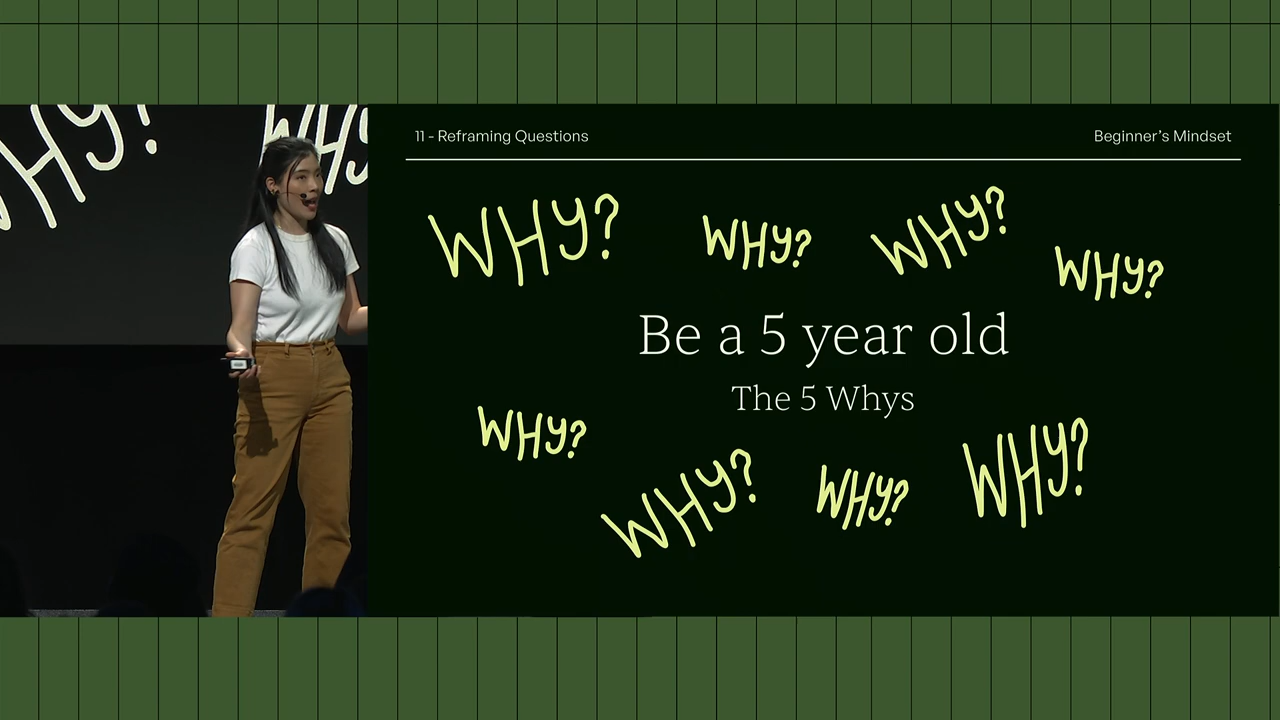 WHY?
WHY?
11 - Reframing Questions
Beginner's Mindset
WHY?
WHY?
WHY?
WHY?
Be a 5 year old
The 5 Whys
WHY?
WHY?
WHY?
WHY?